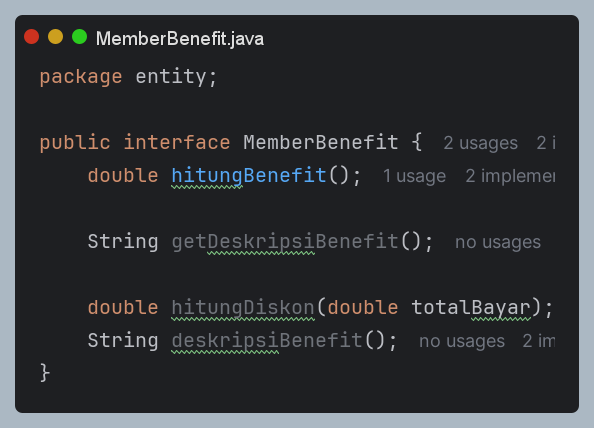 MemberBenefit.java
package entity;
public interface MemberBenefit { 2 usages 2 i
double hitungBenefit(); 1 usage 2 implemen
String getDeskripsiBenefit(); no usages
double hitungDiskon(double totalBayar);
String deskripsiBenefit(); no usages 2 im
}